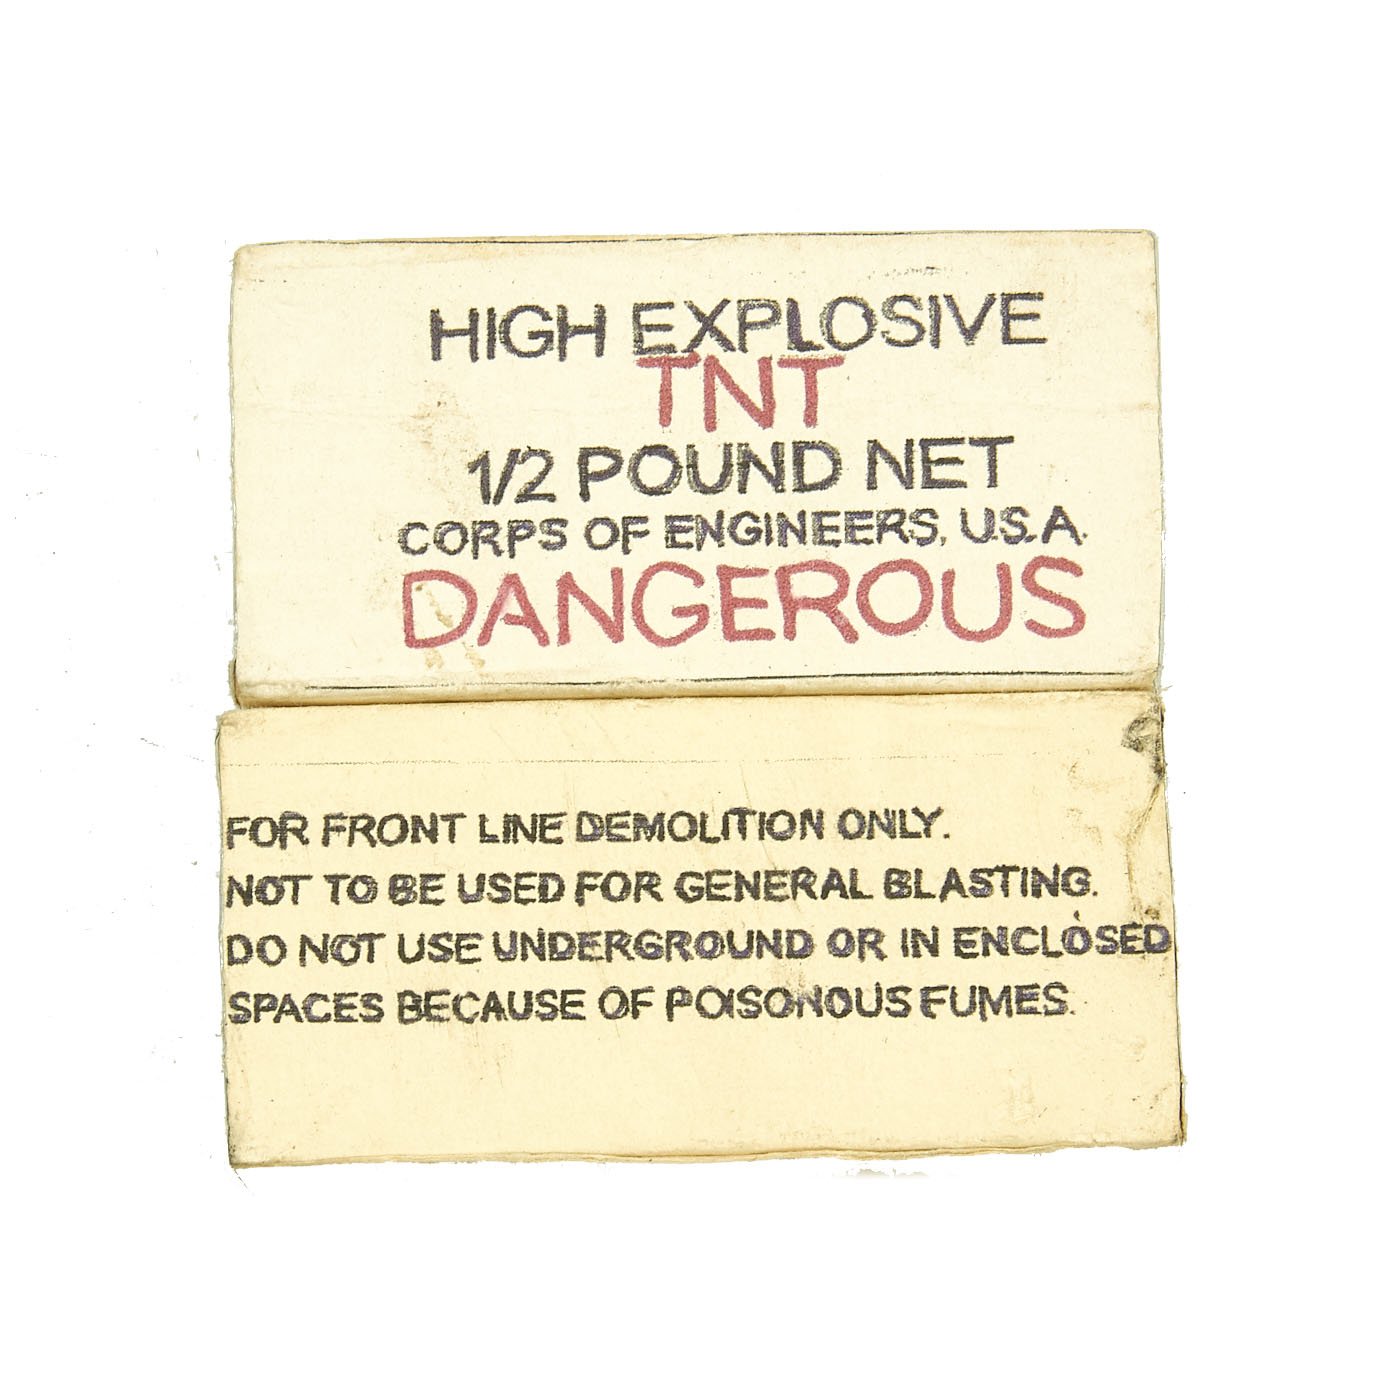 HIGH EXPLOSIVE
TNT
1/2 POUND NET
CORPS OF ENGINEERS, U.S.A.
DANGEROUS
FOR FRONT LINE DEMOLITION ONLY.
NOT TO BE USED FOR GENERAL BLASTING.
DO NOT USE UNDERGROUND OR IN ENCLOSED
SPACES BECAUSE OF POISONOUS FUMES.